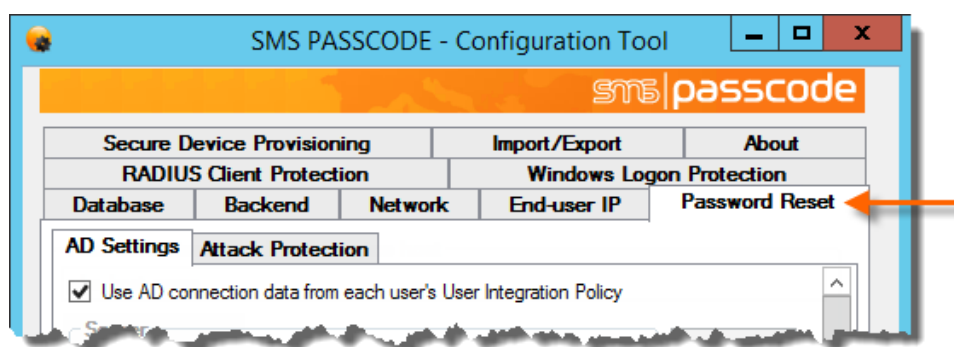 SMS PASSCODE - Configuration Tool
sms passcode
Secure Device Provisioning Import/Export About
RADIUS Client Protection Windows Logon Protection
Database Backend Network End-user IP Password Reset
AD Settings Attack Protection
Use AD connection data from each user's User Integration Policy
Server